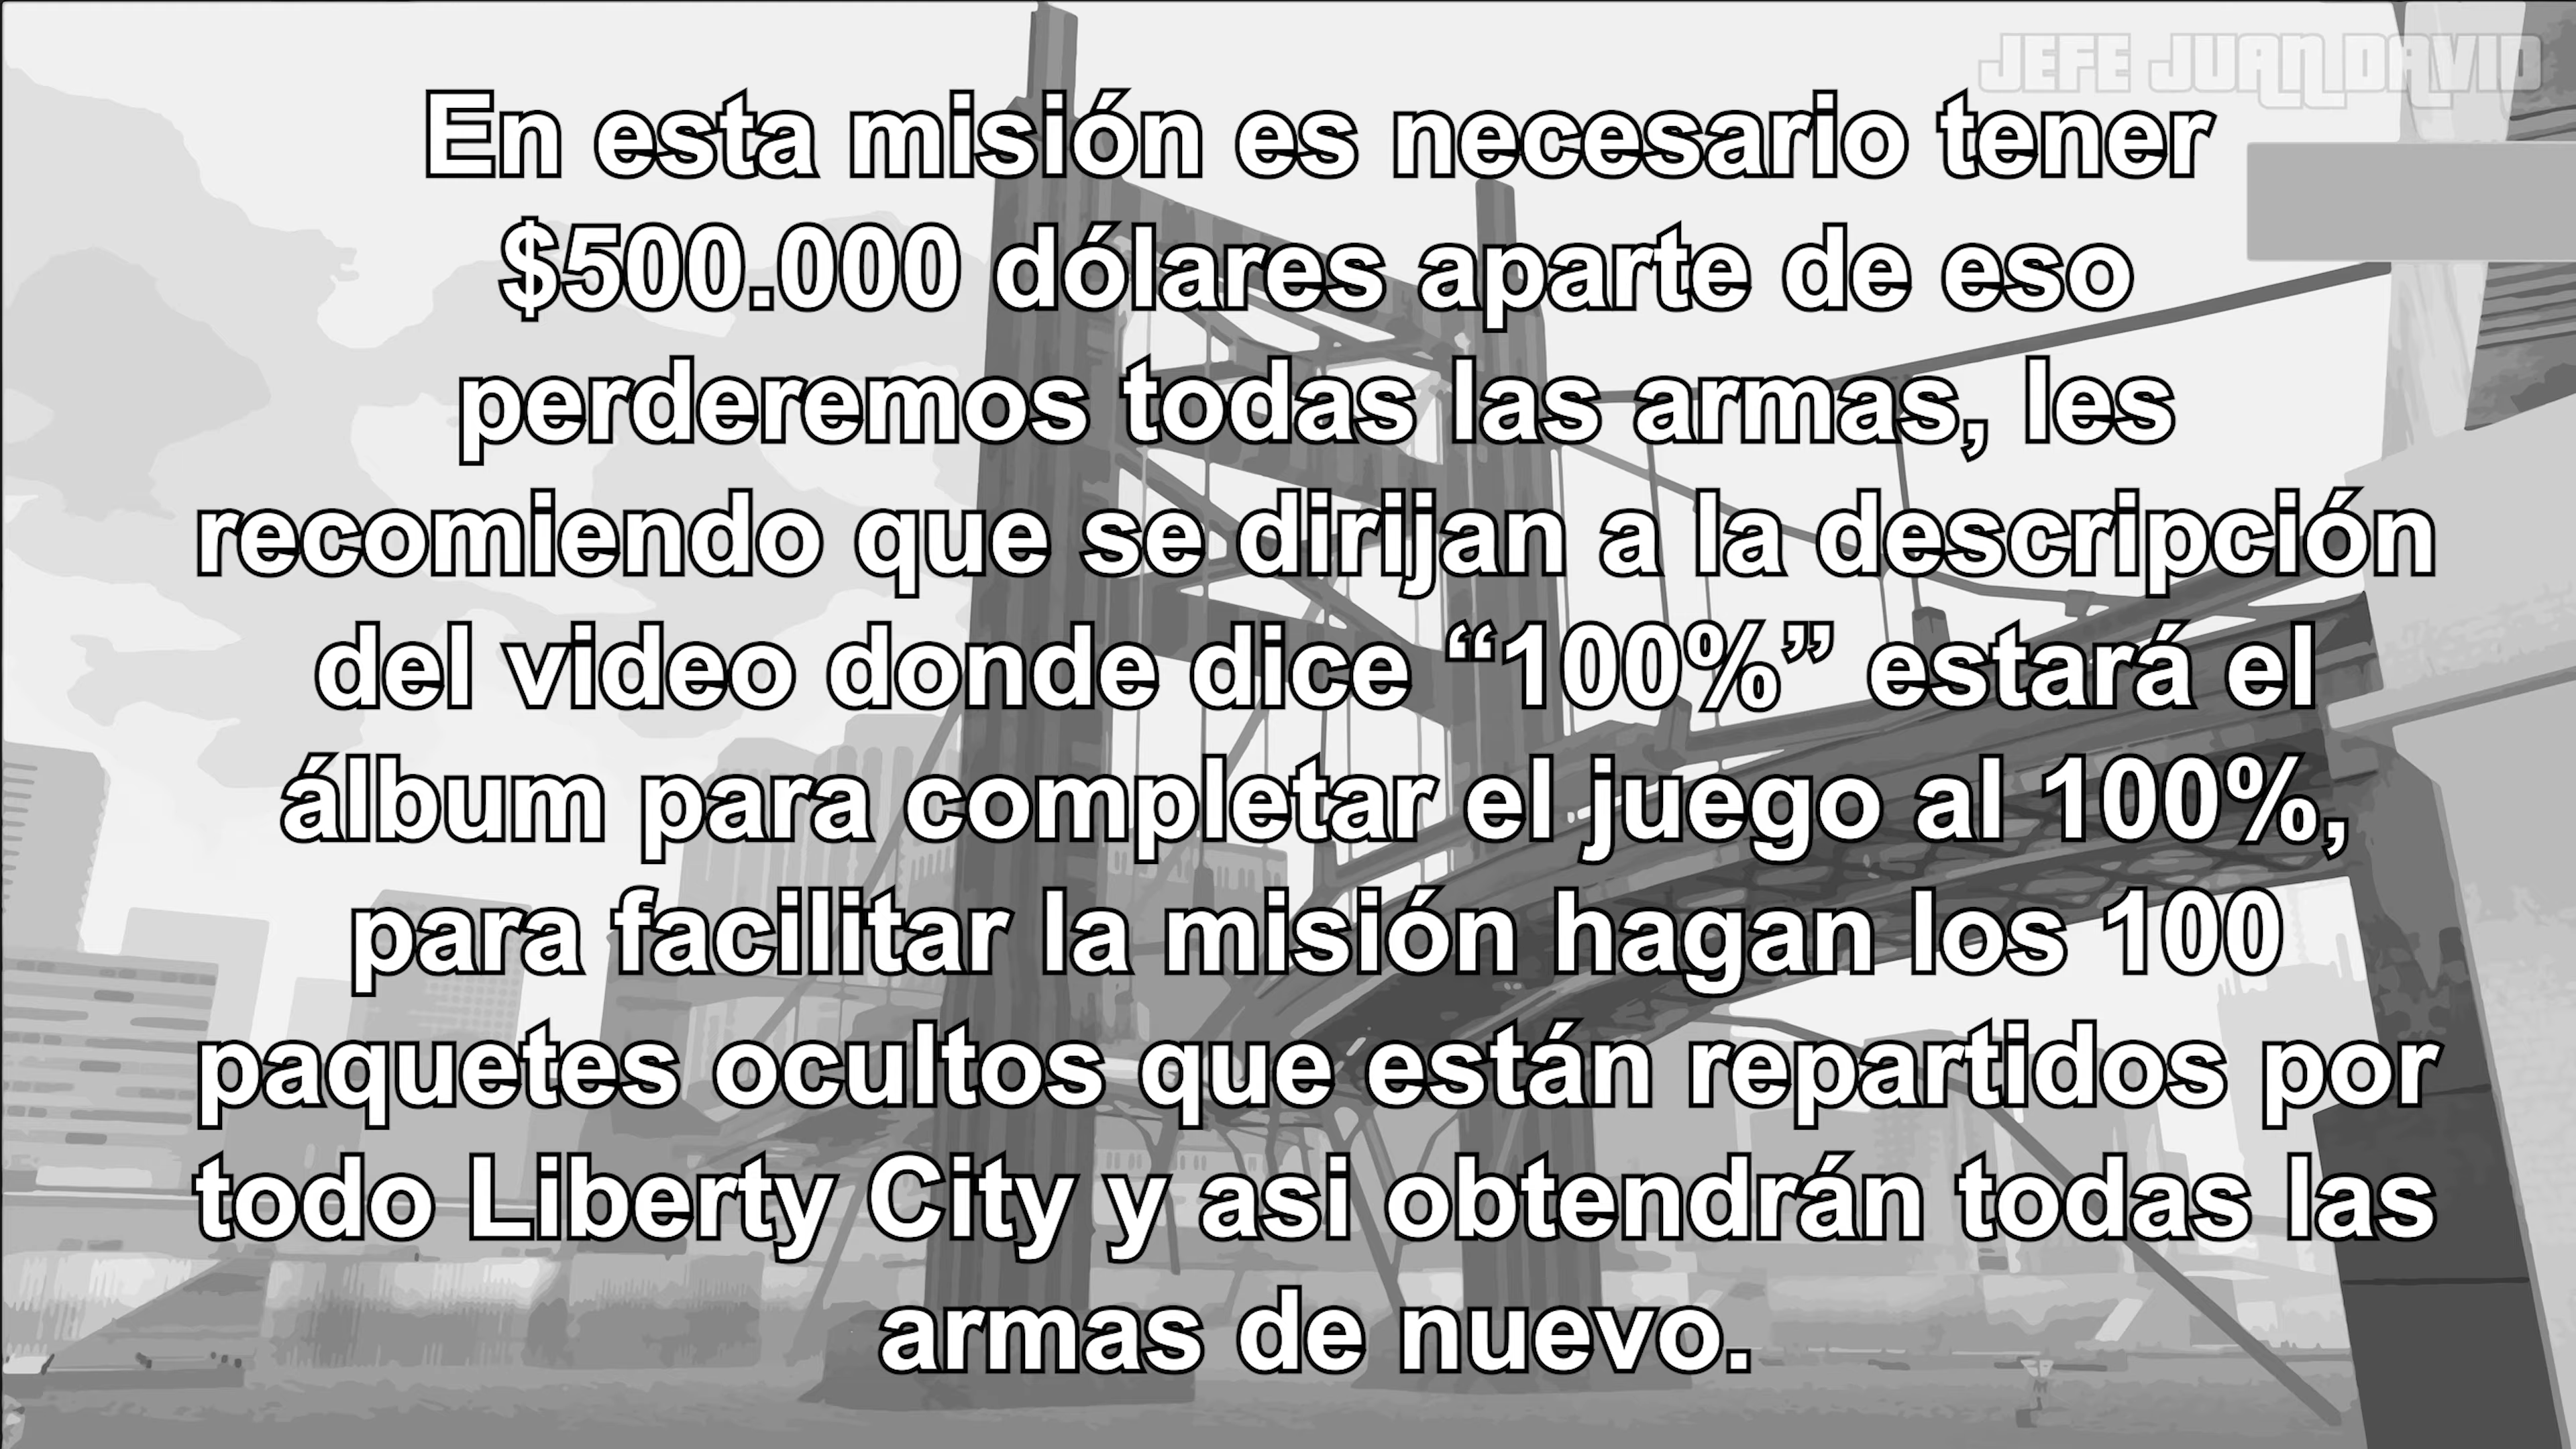 JEFE JUAN DAVID
En esta misión es necesario tener
$500.000 dólares aparte de eso
perderemos todas las armas, les
recomiendo que se dirijan a la descripción
del video donde dice “100%” estará el
álbum para completar el juego al 100%,
para facilitar la misión hagan los 100
paquetes ocultos que están repartidos por
todo Liberty City y asi obtendrán todas las
armas de nuevo.